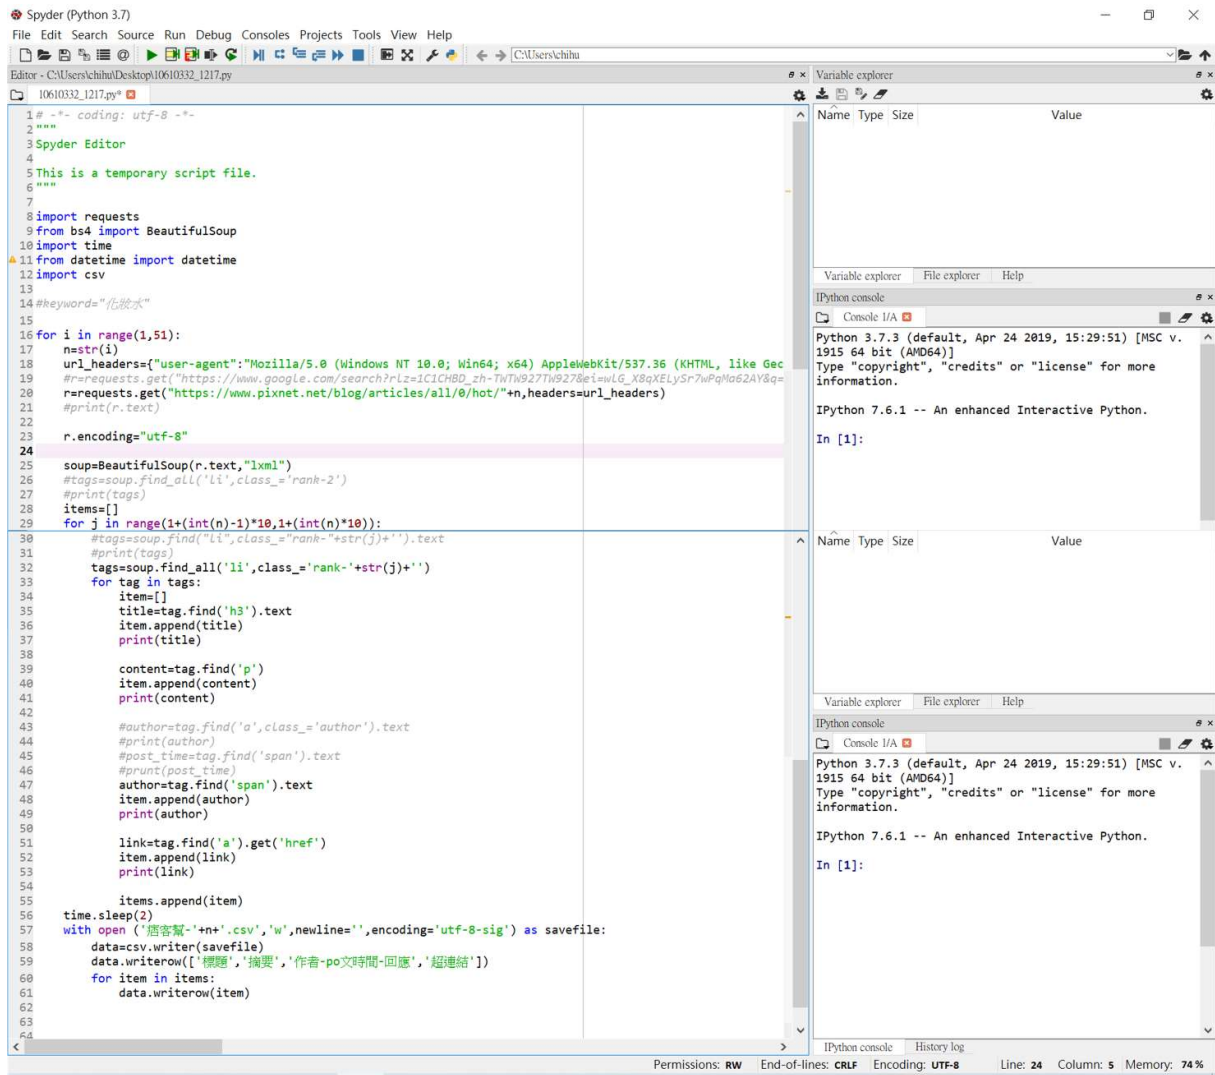 Spyder (Python 3.7)
File Edit Search Source Run Debug Consoles Projects Tools View Help
C:\Users\chihu
Editor - C:\Users\chihu\Desktop\10610332_1217.py
10610332_1217.py*
1 # -*- coding: utf-8 -*-
2 """
3 Spyder Editor
4
5 This is a temporary script file.
6 """
7
8 import requests
9 from bs4 import BeautifulSoup
10 import time
11 from datetime import datetime
12 import csv
13
14 #keyword="化妝水"
15
16 for i in range(1,51):
17     n=str(i)
18     url_headers={"user-agent":"Mozilla/5.0 (Windows NT 10.0; Win64; x64) AppleWebKit/537.36 (KHTML, like Gec
19     #r=requests.get("https://www.google.com/search?rlz=1C1CHBD_zh-TWTW927TW927&ei=wLG_X8qXELySr7wPqMa62AY&q=
20     r=requests.get("https://www.pixnet.net/blog/articles/all/0/hot/"+n,headers=url_headers)
21     #print(r.text)
22
23     r.encoding="utf-8"
24
25     soup=BeautifulSoup(r.text,"lxml")
26     #tags=soup.find_all('li',class_='rank-2')
27     #print(tags)
28     items=[]
29     for j in range(1+(int(n)-1)*10,1+(int(n)*10)):
30         #tags=soup.find("li",class_="rank-"+str(j)+'').text
31         #print(tags)
32         tags=soup.find_all('li',class_='rank-'+str(j)+'')
33         for tag in tags:
34             item=[]
35             title=tag.find('h3').text
36             item.append(title)
37             print(title)
38
39             content=tag.find('p')
40             item.append(content)
41             print(content)
42
43             #author=tag.find('a',class_='author').text
44             #print(author)
45             #post_time=tag.find('span').text
46             #prunt(post_time)
47             author=tag.find('span').text
48             item.append(author)
49             print(author)
50
51             link=tag.find('a').get('href')
52             item.append(link)
53             print(link)
54
55             items.append(item)
56     time.sleep(2)
57     with open ('痞客幫-'+n+'.csv','w',newline='',encoding='utf-8-sig') as savefile:
58         data=csv.writer(savefile)
59         data.writerow(['標題','摘要','作者-po文時間-回應','超連結'])
60         for item in items:
61             data.writerow(item)
62
63
64
Variable explorer
Name Type Size Value
Variable explorer File explorer Help
IPython console
Console 1/A
Python 3.7.3 (default, Apr 24 2019, 15:29:51) [MSC v.
1915 64 bit (AMD64)]
Type "copyright", "credits" or "license" for more
information.
IPython 7.6.1 -- An enhanced Interactive Python.
In [1]:
Name Type Size Value
Variable explorer File explorer Help
IPython console
Console 1/A
Python 3.7.3 (default, Apr 24 2019, 15:29:51) [MSC v.
1915 64 bit (AMD64)]
Type "copyright", "credits" or "license" for more
information.
IPython 7.6.1 -- An enhanced Interactive Python.
In [1]:
IPython console History log
Permissions: RW End-of-lines: CRLF Encoding: UTF-8 Line: 24 Column: 5 Memory: 74 %